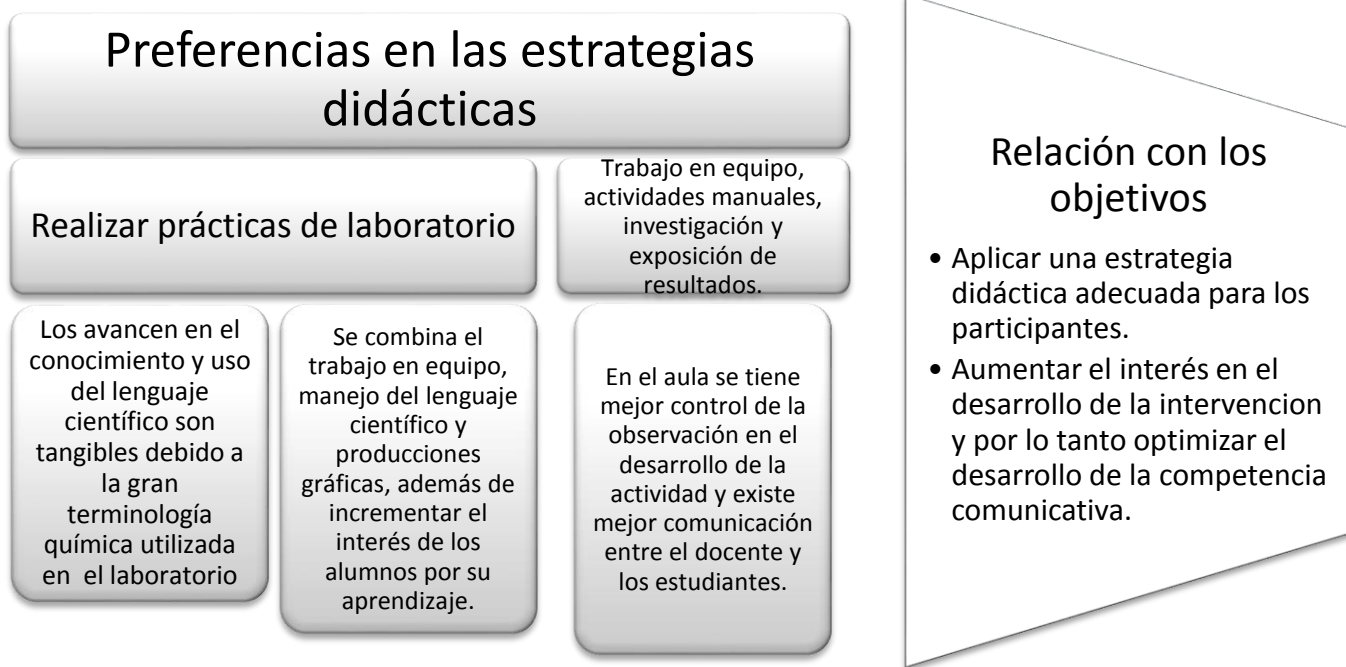 Preferencias en las estrategias
didácticas
Realizar prácticas de laboratorio
Trabajo en equipo,
actividades manuales,
investigación y
exposición de
resultados.
Los avancen en el
conocimiento y uso
del lenguaje
científico son
tangibles debido a
la gran
terminología
química utilizada
en el laboratorio
Se combina el
trabajo en equipo,
manejo del lenguaje
científico y
producciones
gráficas, además de
incrementar el
interés de los
alumnos por su
aprendizaje.
En el aula se tiene
mejor control de la
observación en el
desarrollo de la
actividad y existe
mejor comunicación
entre el docente y
los estudiantes.
Relación con los
objetivos
• Aplicar una estrategia
didáctica adecuada para los
participantes.
• Aumentar el interés en el
desarrollo de la intervencion
y por lo tanto optimizar el
desarrollo de la competencia
comunicativa.